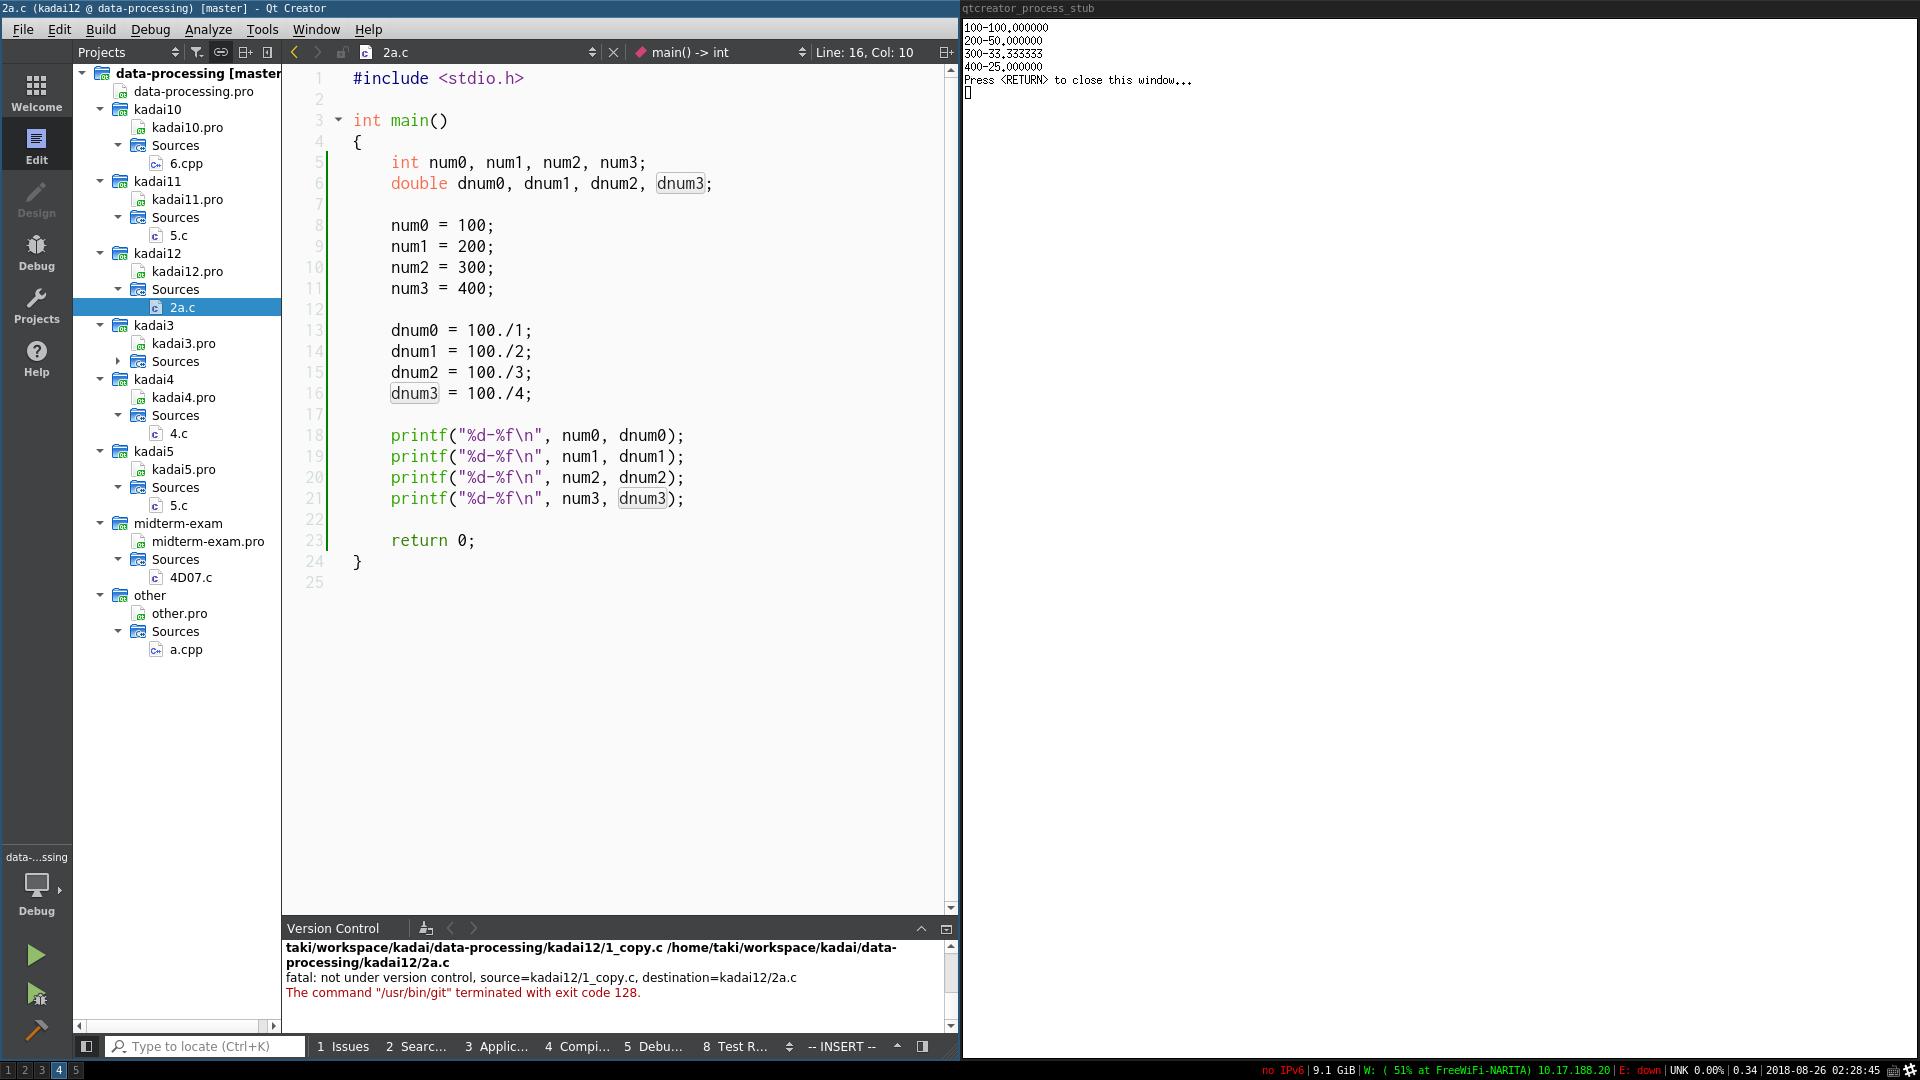 2a.c (kadai12 @ data-processing) [master] - Qt Creator
File Edit Build Debug Analyze Tools Window Help
Projects
2a.c
main() -> int
Line: 16, Col: 10
Welcome
Edit
Design
Debug
Projects
Help
data-...ssing
Debug
data-processing [master
data-processing.pro
kadai10
kadai10.pro
Sources
6.cpp
kadai11
kadai11.pro
Sources
5.c
kadai12
kadai12.pro
Sources
2a.c
kadai3
kadai3.pro
Sources
kadai4
kadai4.pro
Sources
4.c
kadai5
kadai5.pro
Sources
5.c
midterm-exam
midterm-exam.pro
Sources
4D07.c
other
other.pro
Sources
a.cpp
1 #include <stdio.h>
2
3 int main()
4 {
5 int num0, num1, num2, num3;
6 double dnum0, dnum1, dnum2, dnum3;
7
8 num0 = 100;
9 num1 = 200;
10 num2 = 300;
11 num3 = 400;
12
13 dnum0 = 100./1;
14 dnum1 = 100./2;
15 dnum2 = 100./3;
16 dnum3 = 100./4;
17
18 printf("%d-%f\n", num0, dnum0);
19 printf("%d-%f\n", num1, dnum1);
20 printf("%d-%f\n", num2, dnum2);
21 printf("%d-%f\n", num3, dnum3);
22
23 return 0;
24 }
25
Version Control
taki/workspace/kadai/data-processing/kadai12/1_copy.c /home/taki/workspace/kadai/data-
processing/kadai12/2a.c
fatal: not under version control, source=kadai12/1_copy.c, destination=kadai12/2a.c
The command "/usr/bin/git" terminated with exit code 128.
Type to locate (Ctrl+K)
1 Issues 2 Searc... 3 Applic... 4 Compi... 5 Debu... 8 Test R... -- INSERT --
qtcreator_process_stub
100-100.000000
200-50.000000
300-33.333333
400-25.000000
Press <RETURN> to close this window...
1 2 3 4 5
no IPv6 | 9.1 GiB | W: ( 51% at FreeWiFi-NARITA) 10.17.188.20 | E: down | UNK 0.00% | 0.34 | 2018-08-26 02:28:45